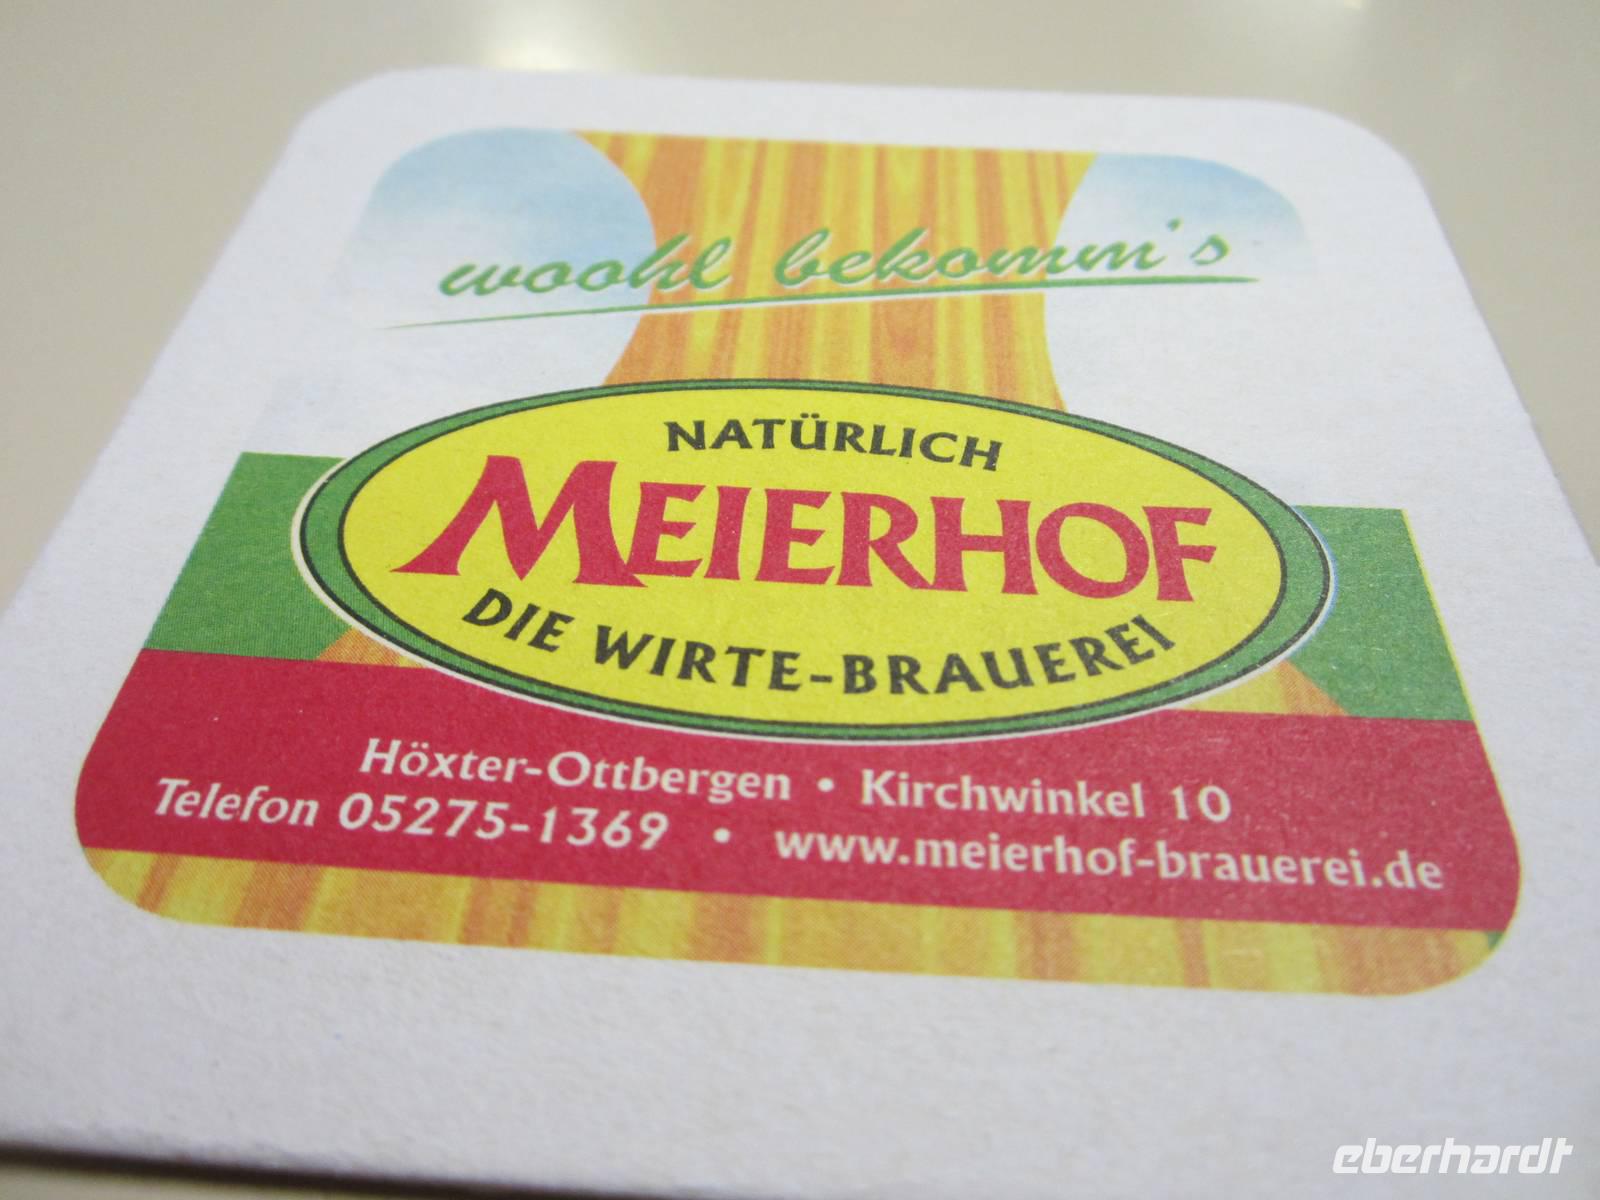 woohl bekomm's
NATÜRLICH
MEIERHOF
DIE WIRTE-BRAUEREI
Höxter-Ottbergen • Kirchwinkel 10
Telefon 05275-1369 • www.meierhof-brauerei.de
eberhardt